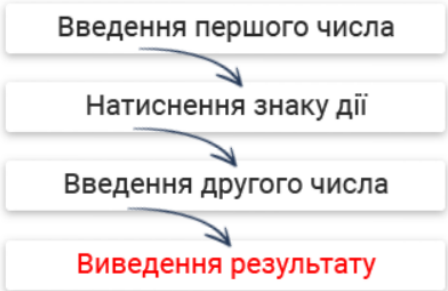 Введення першого числа
Натиснення знаку дії
Введення другого числа
Виведення результату